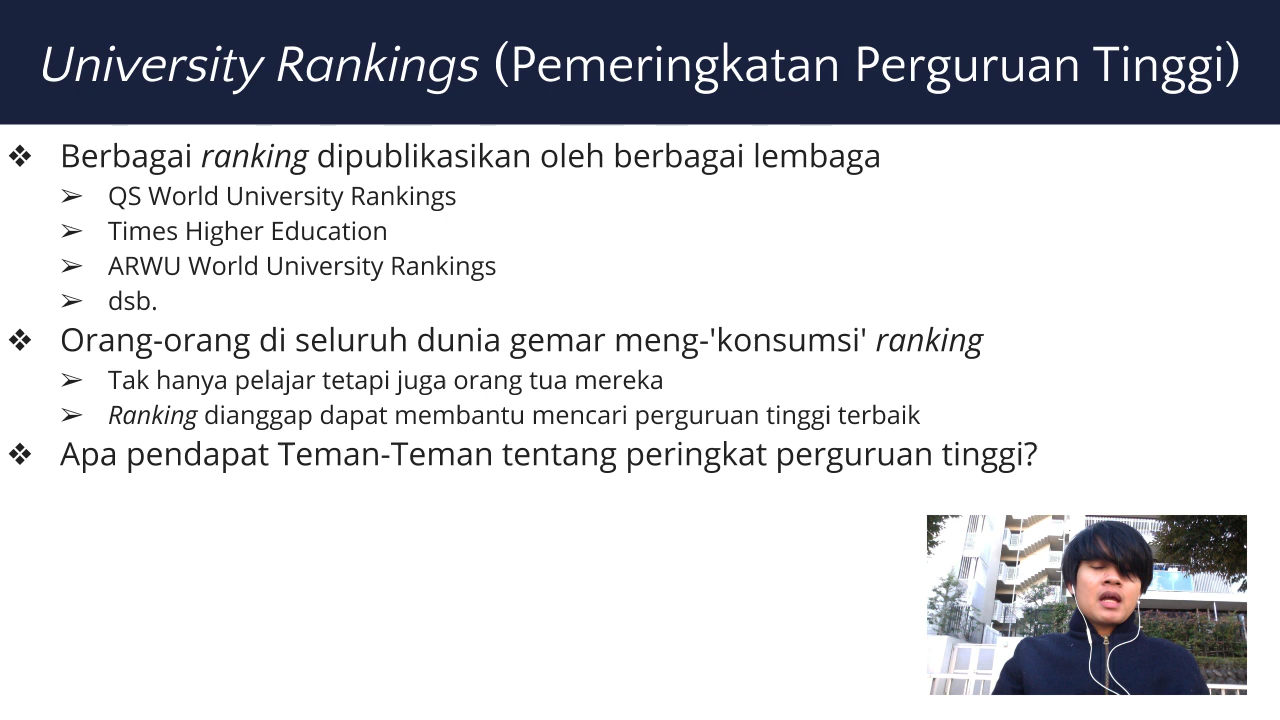 University Rankings (Pemeringkatan Perguruan Tinggi)
❖ Berbagai ranking dipublikasikan oleh berbagai lembaga
➢ QS World University Rankings
➢ Times Higher Education
➢ ARWU World University Rankings
➢ dsb.
❖ Orang-orang di seluruh dunia gemar meng-'konsumsi' ranking
➢ Tak hanya pelajar tetapi juga orang tua mereka
➢ Ranking dianggap dapat membantu mencari perguruan tinggi terbaik
❖ Apa pendapat Teman-Teman tentang peringkat perguruan tinggi?